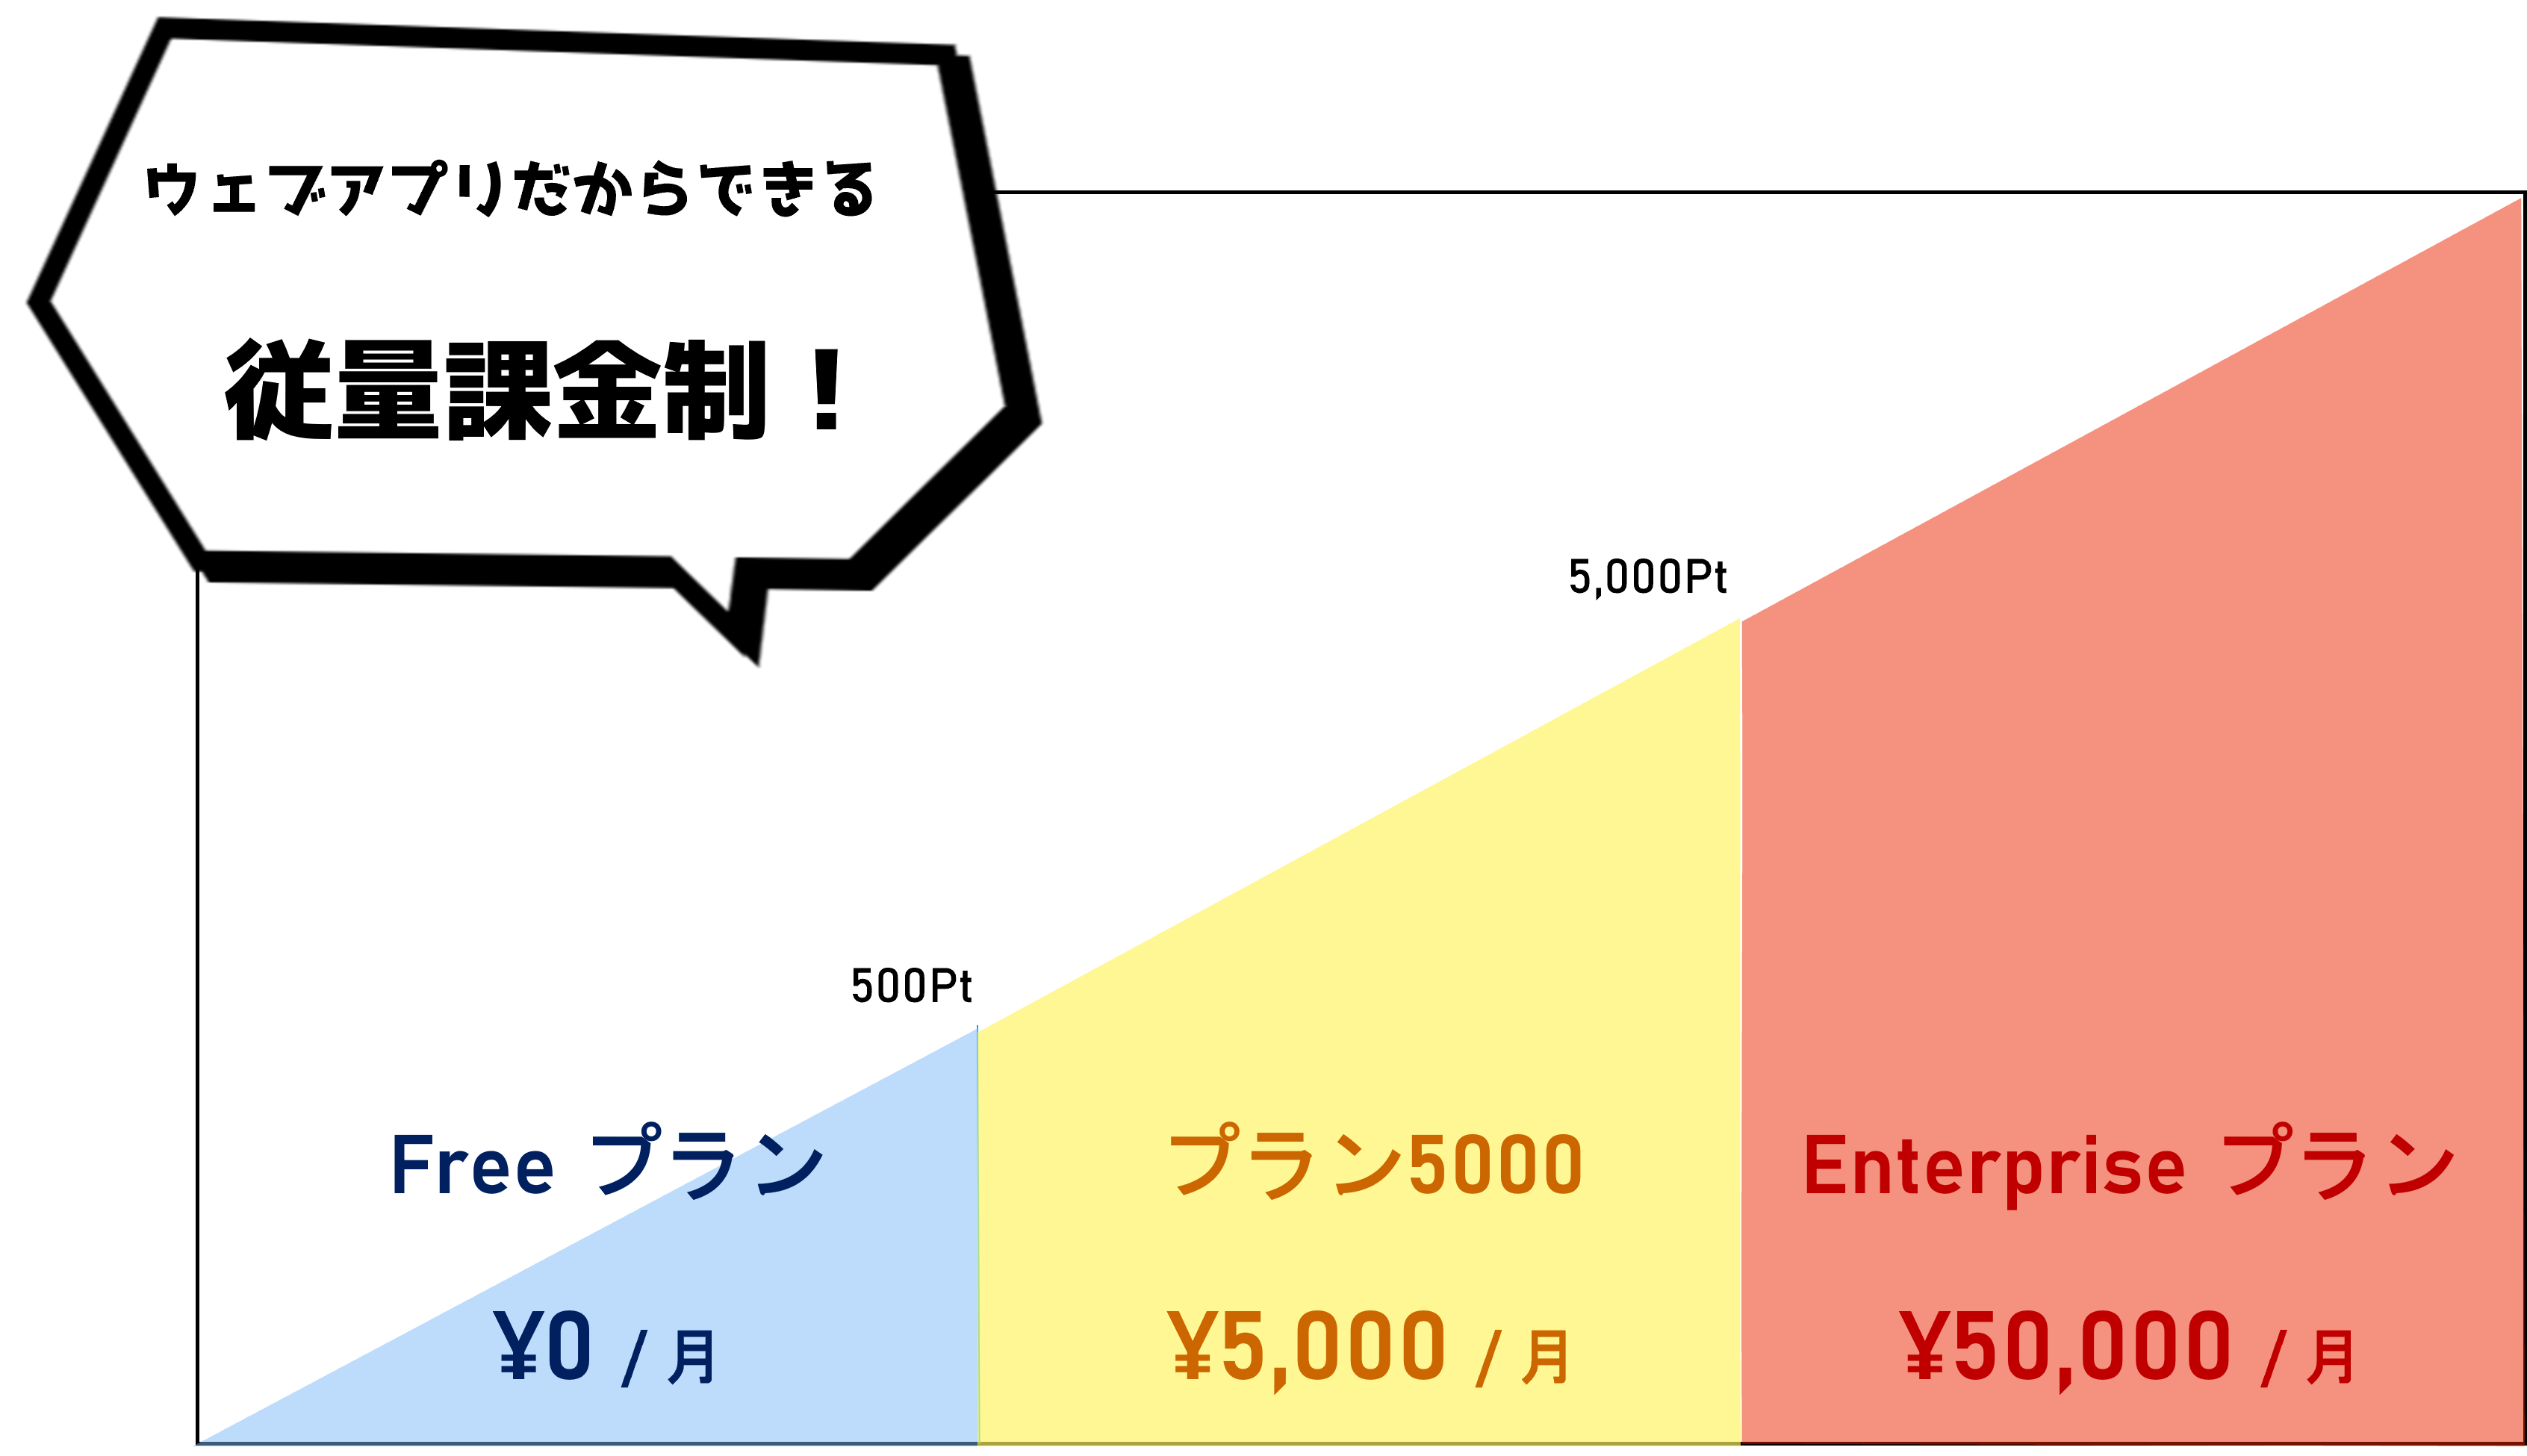 ウェブアプリだからできる
従量課金制！
5,000Pt
500Pt
Free プラン
プラン5000
Enterprise プラン
¥0 / 月
¥5,000 / 月
¥50,000 / 月